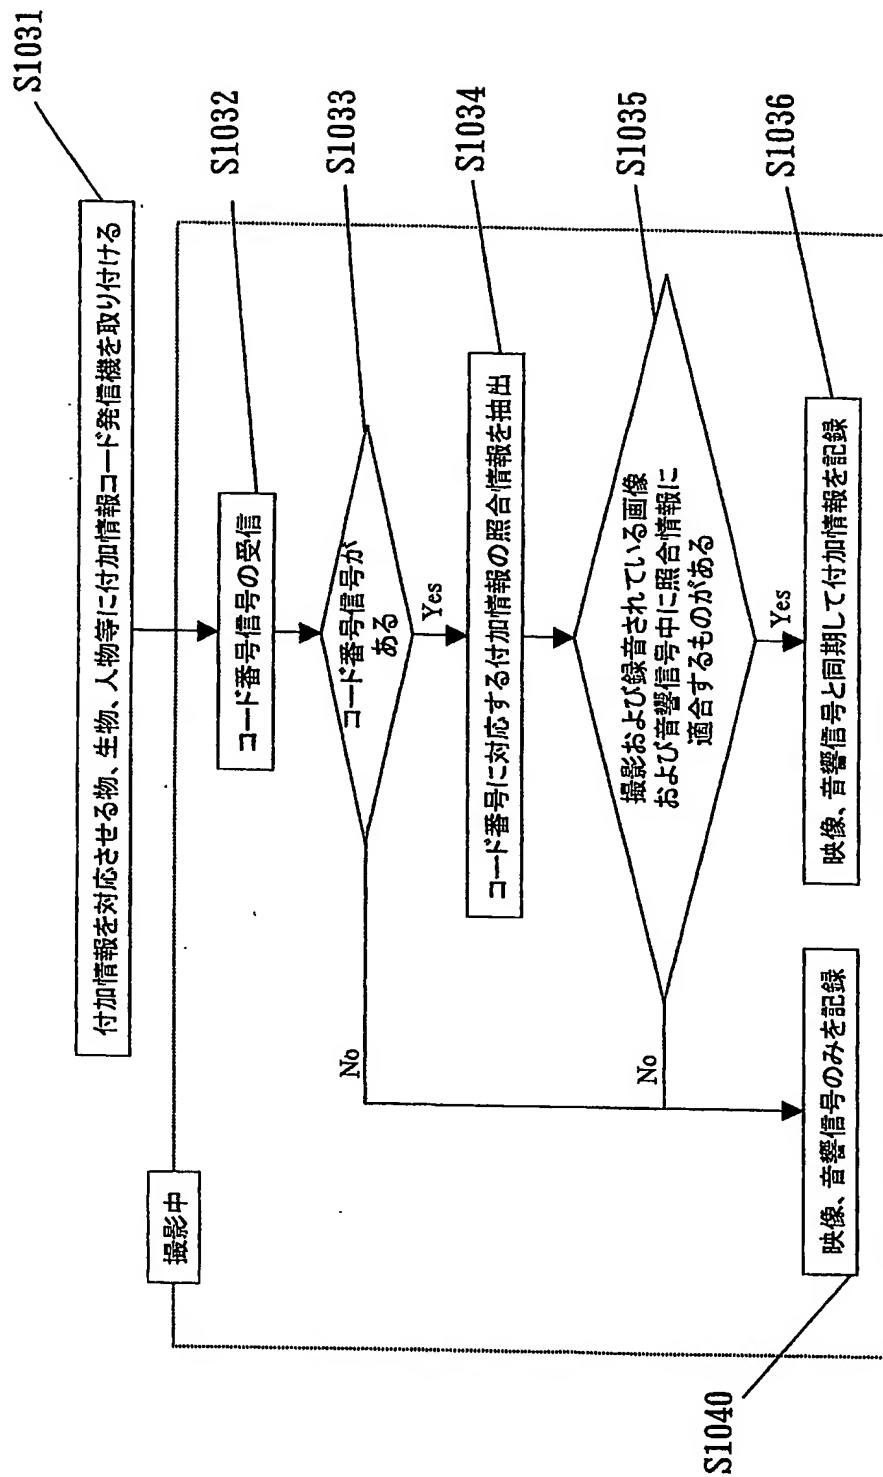 S1031
付加情報を対応させる物、生物、人物等に付加情報コード発信機を取り付ける
撮影中
S1032
コード番号信号の受信
S1033
コード番号信号が
ある
No
Yes
S1034
コード番号に対応する付加情報の照合情報を抽出
S1035
撮影および録音されている画像
および音響信号中に照合情報に
適合するものがある
No
Yes
S1036
映像、音響信号と同期して付加情報を記録
映像、音響信号のみを記録
S1040